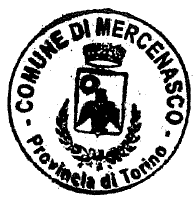 - COMUNE DI MERCENASCO -
Provincia di Torino